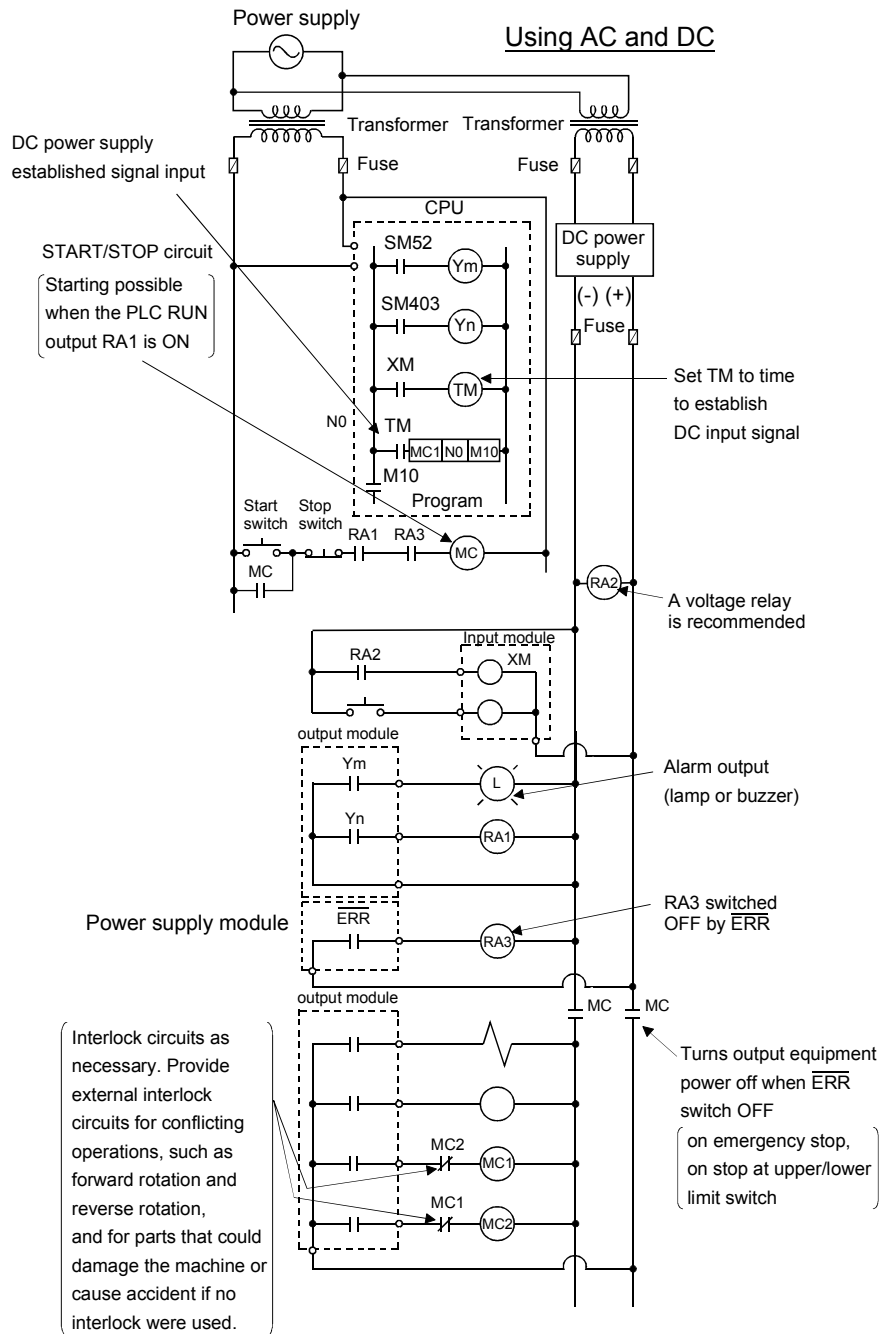 Power supply
Using AC and DC
Transformer
Transformer
DC power supply
established signal input
Fuse
Fuse
CPU
START/STOP circuit
Starting possible
when the PLC RUN
output RA1 is ON
SM52
Ym
DC power
supply
(-) (+)
Fuse
SM403
Yn
XM
TM
Set TM to time
to establish
DC input signal
N0
TM
MC1 N0 M10
M10
Program
Start
switch
Stop
switch
RA1
RA3
MC
MC
RA2
A voltage relay
is recommended
Input module
RA2
XM
output module
Ym
L
Alarm output
(lamp or buzzer)
Yn
RA1
Power supply module
ERR
RA3
RA3 switched
OFF by ERR
output module
MC
MC
Interlock circuits as
necessary. Provide
external interlock
circuits for conflicting
operations, such as
forward rotation and
reverse rotation,
and for parts that could
damage the machine or
cause accident if no
interlock were used.
Turns output equipment
power off when ERR
switch OFF
on emergency stop,
on stop at upper/lower
limit switch
MC2
MC1
MC1
MC2